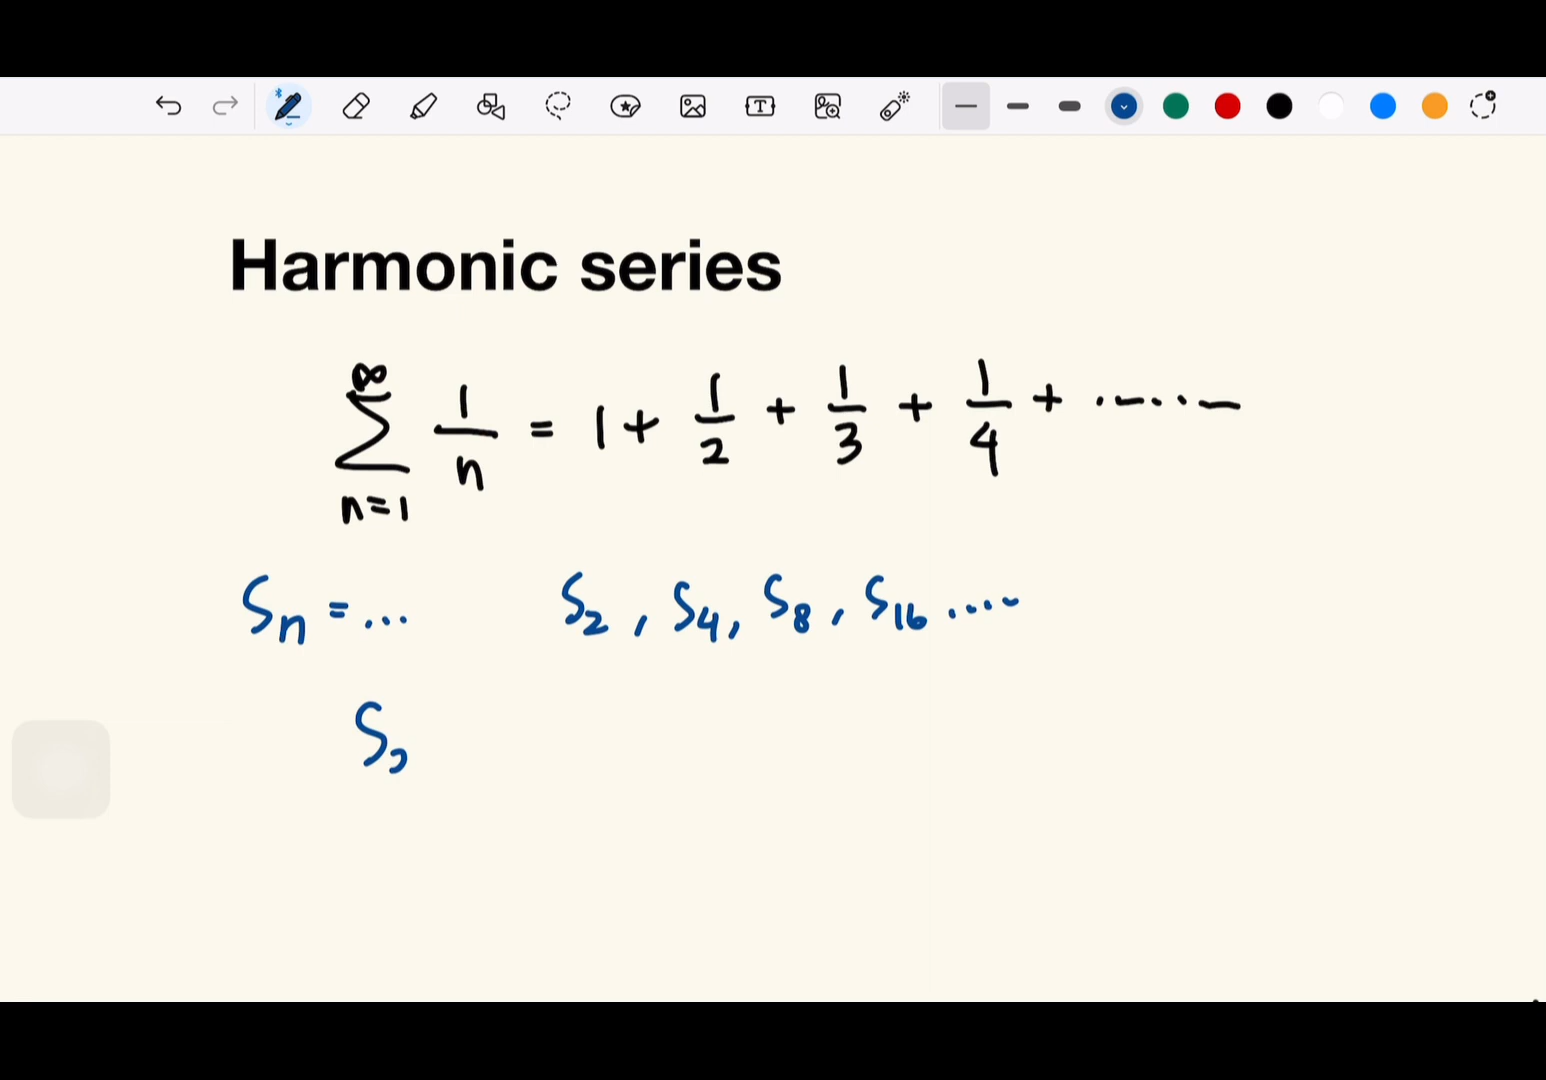 Harmonic series
∞
∑ 1/n = 1 + 1/2 + 1/3 + 1/4 + ......
n=1
Sn = ... S2 , S4, S8 , S16 ....
S2